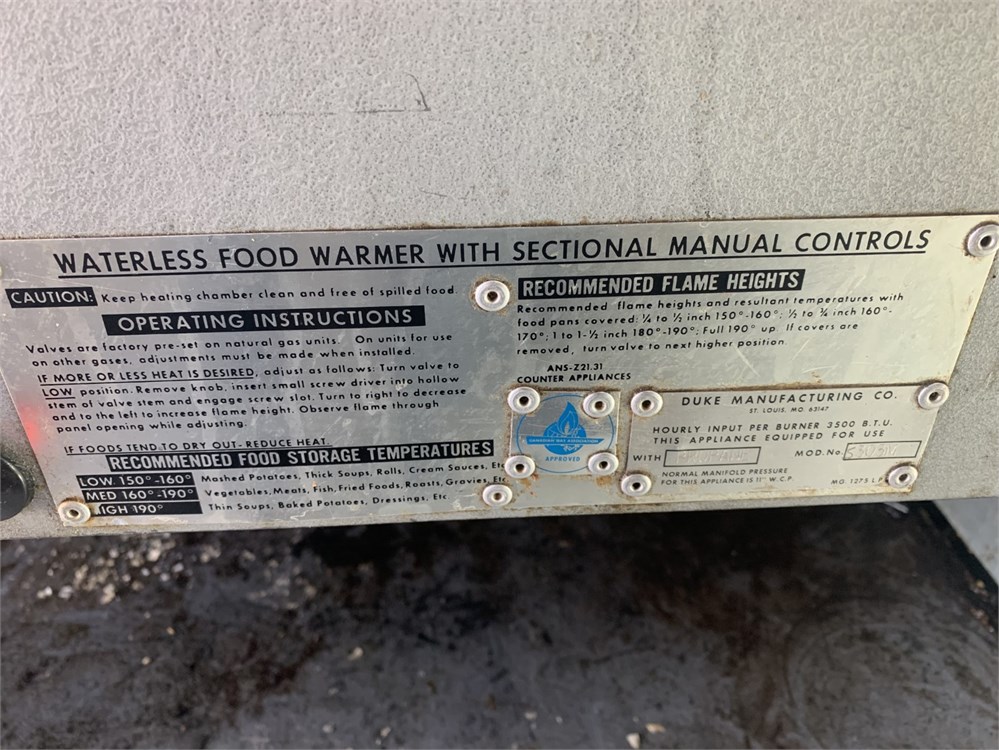 WATERLESS FOOD WARMER WITH SECTIONAL MANUAL CONTROLS
CAUTION: Keep heating chamber clean and free of spilled food.
OPERATING INSTRUCTIONS
Valves are factory pre-set on natural gas units. On units for use
on other gases, adjustments must be made when installed.
IF MORE OR LESS HEAT IS DESIRED, adjust as follows: Turn valve to
LOW position. Remove knob, insert small screw driver into hollow
stem of valve stem and engage screw slot. Turn to right to decrease
and to the left to increase flame height. Observe flame through
panel opening while adjusting.
IF FOODS TEND TO DRY OUT- REDUCE HEAT.
RECOMMENDED FOOD STORAGE TEMPERATURES
LOW 150°-160° Mashed Potatoes, Thick Soups, Rolls, Cream Sauces, Etc
MED 160°-190° Vegetables, Meats, Fish, Fried Foods, Roasts, Gravies, Etc
HIGH 190° Thin Soups, Baked Potatoes, Dressings, Etc
RECOMMENDED FLAME HEIGHTS
Recommended flame heights and resultant temperatures with
food pans covered: ¼ to ½ inch 150°-160°; ½ to ¾ inch 160°-
170°; 1 to 1-½ inch 180°-190°; Full 190° up. If covers are
removed, turn valve to next higher position.
ANS-Z21.31
COUNTER APPLIANCES
APPROVED
DUKE MANUFACTURING CO.
ST. LOUIS, MO. 63147
HOURLY INPUT PER BURNER 3500 B.T.U.
THIS APPLIANCE EQUIPPED FOR USE
WITH MOD. No.
NORMAL MANIFOLD PRESSURE
FOR THIS APPLIANCE IS 11" W.C.P.
MG 1275 L.P.